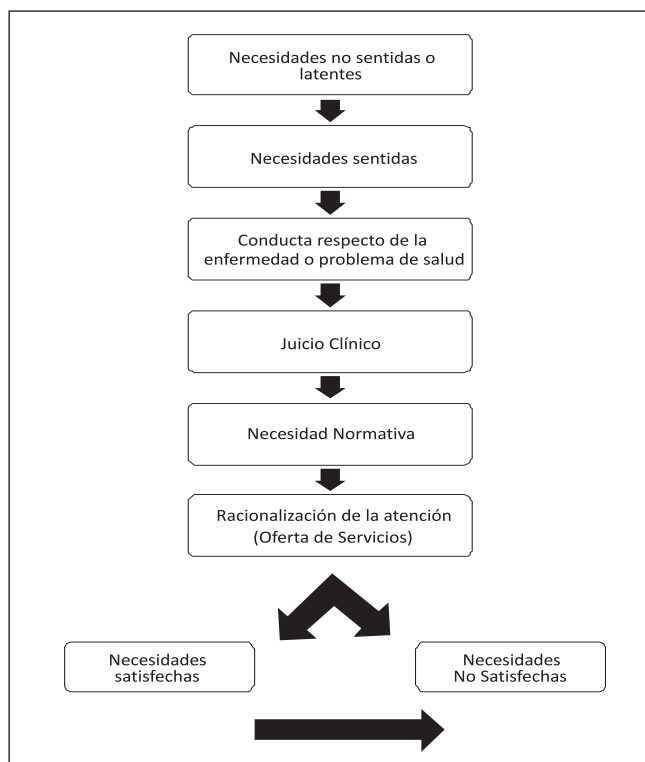 Necesidades no sentidas o
latentes
Necesidades sentidas
Conducta respecto de la
enfermedad o problema de salud
Juicio Clínico
Necesidad Normativa
Racionalización de la atención
(Oferta de Servicios)
Necesidades
satisfechas
Necesidades
No Satisfechas